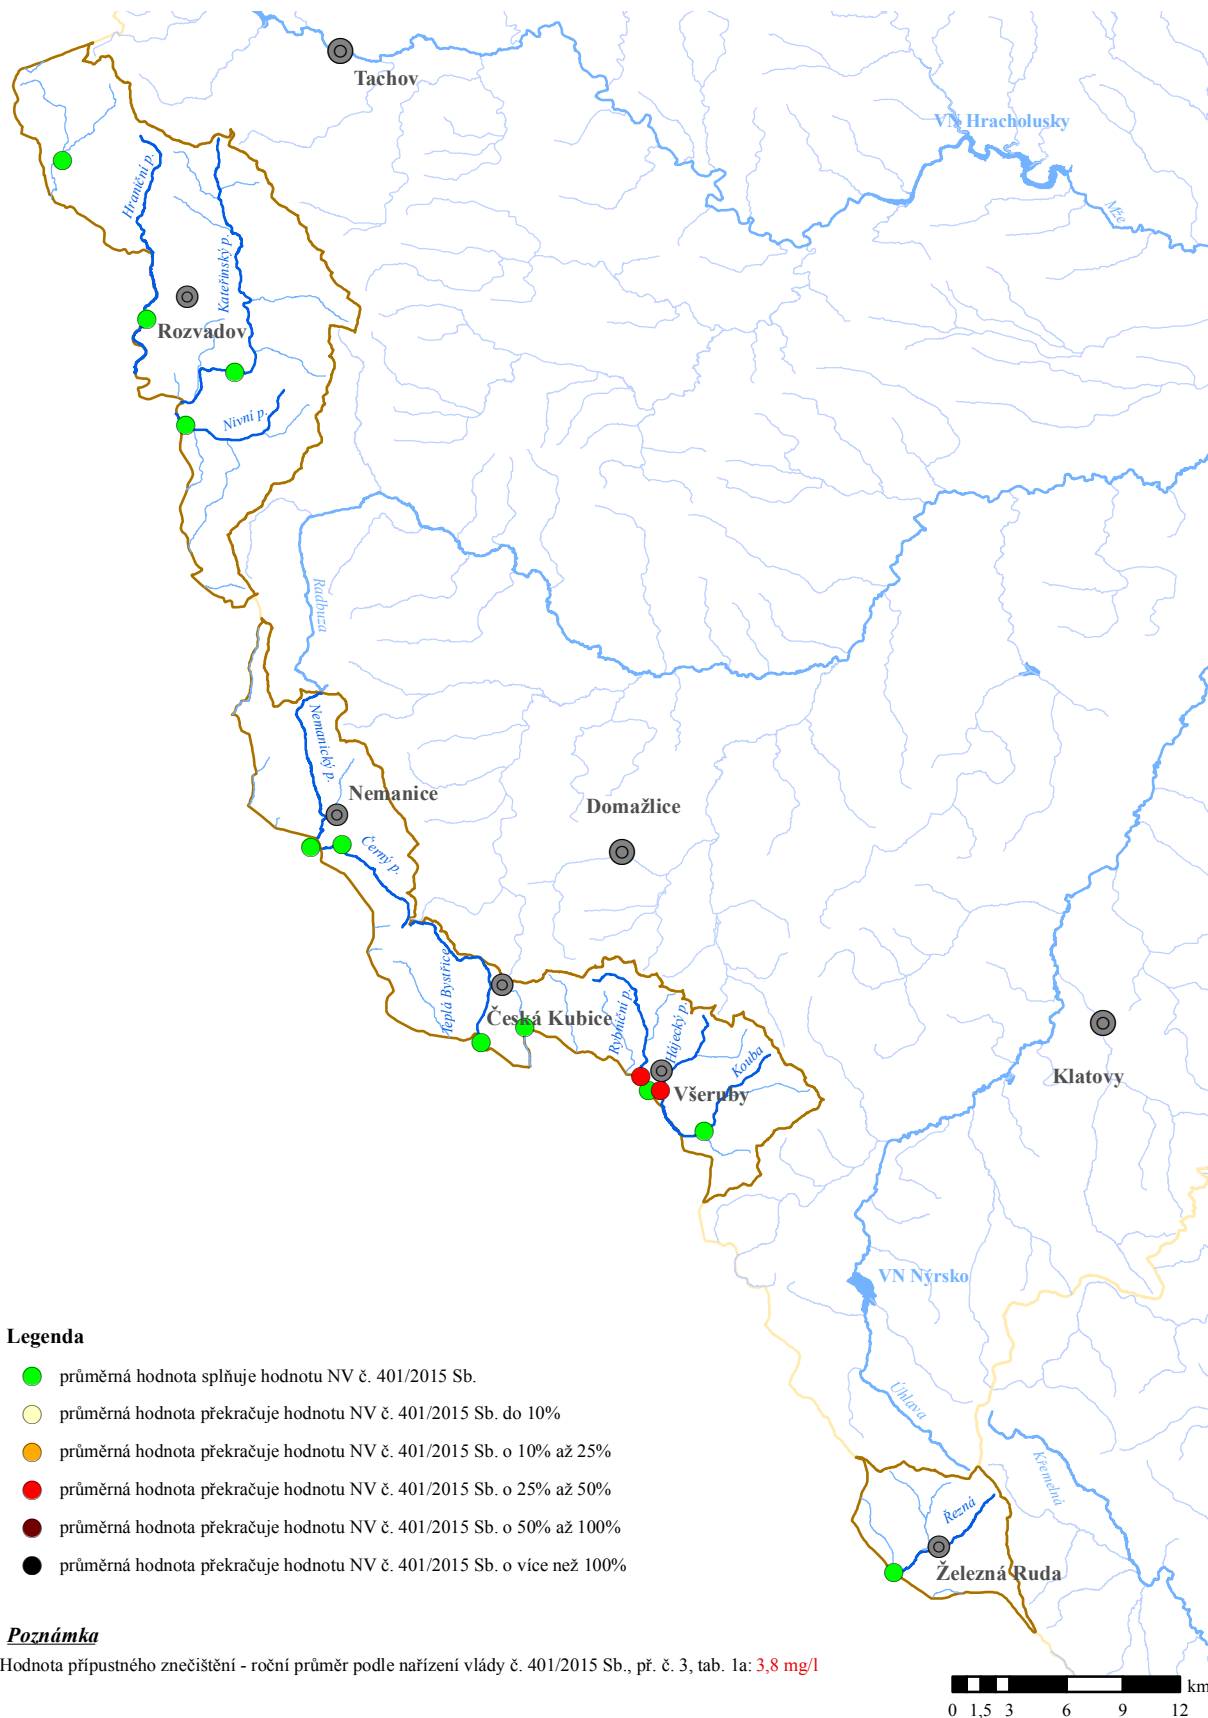 Tachov
VN Hracholusky
Mže
Hraniční p.
Kateřinský p.
Rozvadov
Nivní p.
Radbuza
Nemanický p.
Nemanice
Domažlice
Černý p.
Teplá Bystřice
Česká Kubice
Rybniční p.
Hájecký p.
Kouba
Všeruby
Klatovy
VN Nýrsko
Úhlava
Křemelná
Řezná
Železná Ruda
Legenda
průměrná hodnota splňuje hodnotu NV č. 401/2015 Sb.
průměrná hodnota překračuje hodnotu NV č. 401/2015 Sb. do 10%
průměrná hodnota překračuje hodnotu NV č. 401/2015 Sb. o 10% až 25%
průměrná hodnota překračuje hodnotu NV č. 401/2015 Sb. o 25% až 50%
průměrná hodnota překračuje hodnotu NV č. 401/2015 Sb. o 50% až 100%
průměrná hodnota překračuje hodnotu NV č. 401/2015 Sb. o více než 100%
Poznámka
Hodnota přípustného znečištění - roční průměr podle nařízení vlády č. 401/2015 Sb., př. č. 3, tab. 1a: 3,8 mg/l
km
0 1,5 3 6 9 12